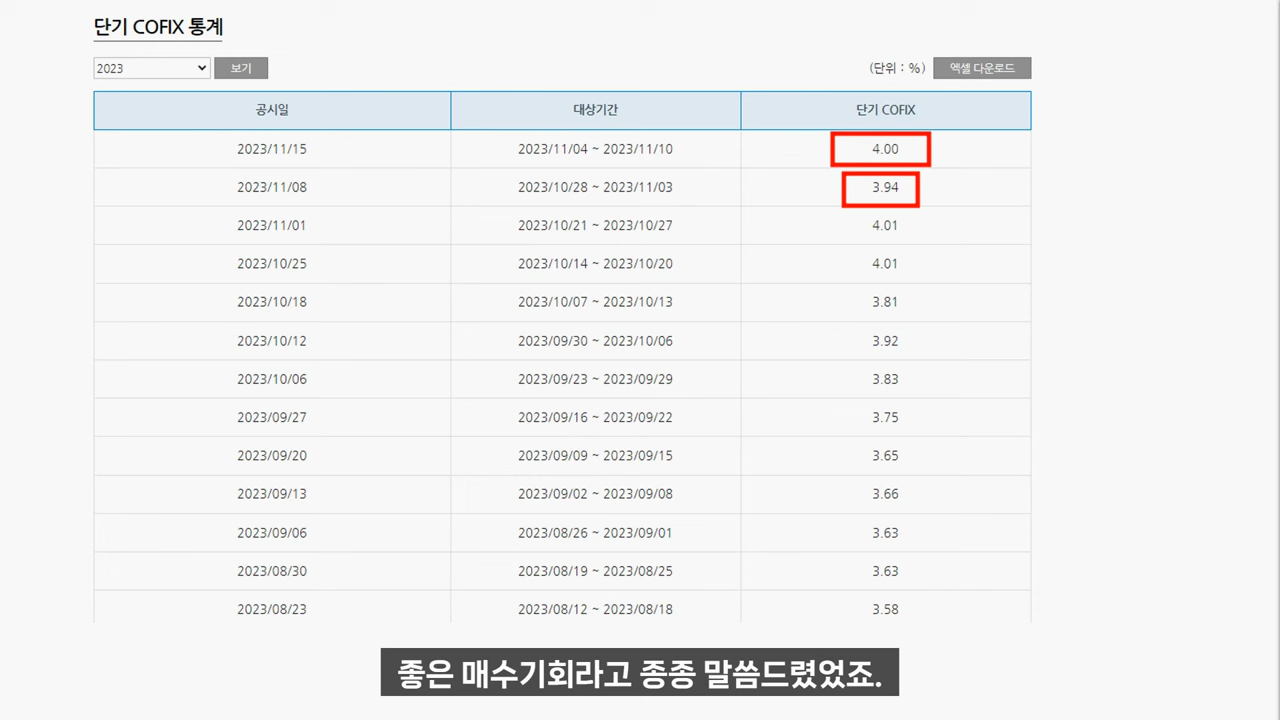 단기 COFIX 통계
2023 보기 (단위 : %) 엑셀 다운로드
공시일 대상기간 단기 COFIX
2023/11/15 2023/11/04 ~ 2023/11/10 4.00
2023/11/08 2023/10/28 ~ 2023/11/03 3.94
2023/11/01 2023/10/21 ~ 2023/10/27 4.01
2023/10/25 2023/10/14 ~ 2023/10/20 4.01
2023/10/18 2023/10/07 ~ 2023/10/13 3.81
2023/10/12 2023/09/30 ~ 2023/10/06 3.92
2023/10/06 2023/09/23 ~ 2023/09/29 3.83
2023/09/27 2023/09/16 ~ 2023/09/22 3.75
2023/09/20 2023/09/09 ~ 2023/09/15 3.65
2023/09/13 2023/09/02 ~ 2023/09/08 3.66
2023/09/06 2023/08/26 ~ 2023/09/01 3.63
2023/08/30 2023/08/19 ~ 2023/08/25 3.63
2023/08/23 2023/08/12 ~ 2023/08/18 3.58
좋은 매수기회라고 종종 말씀드렸었죠.